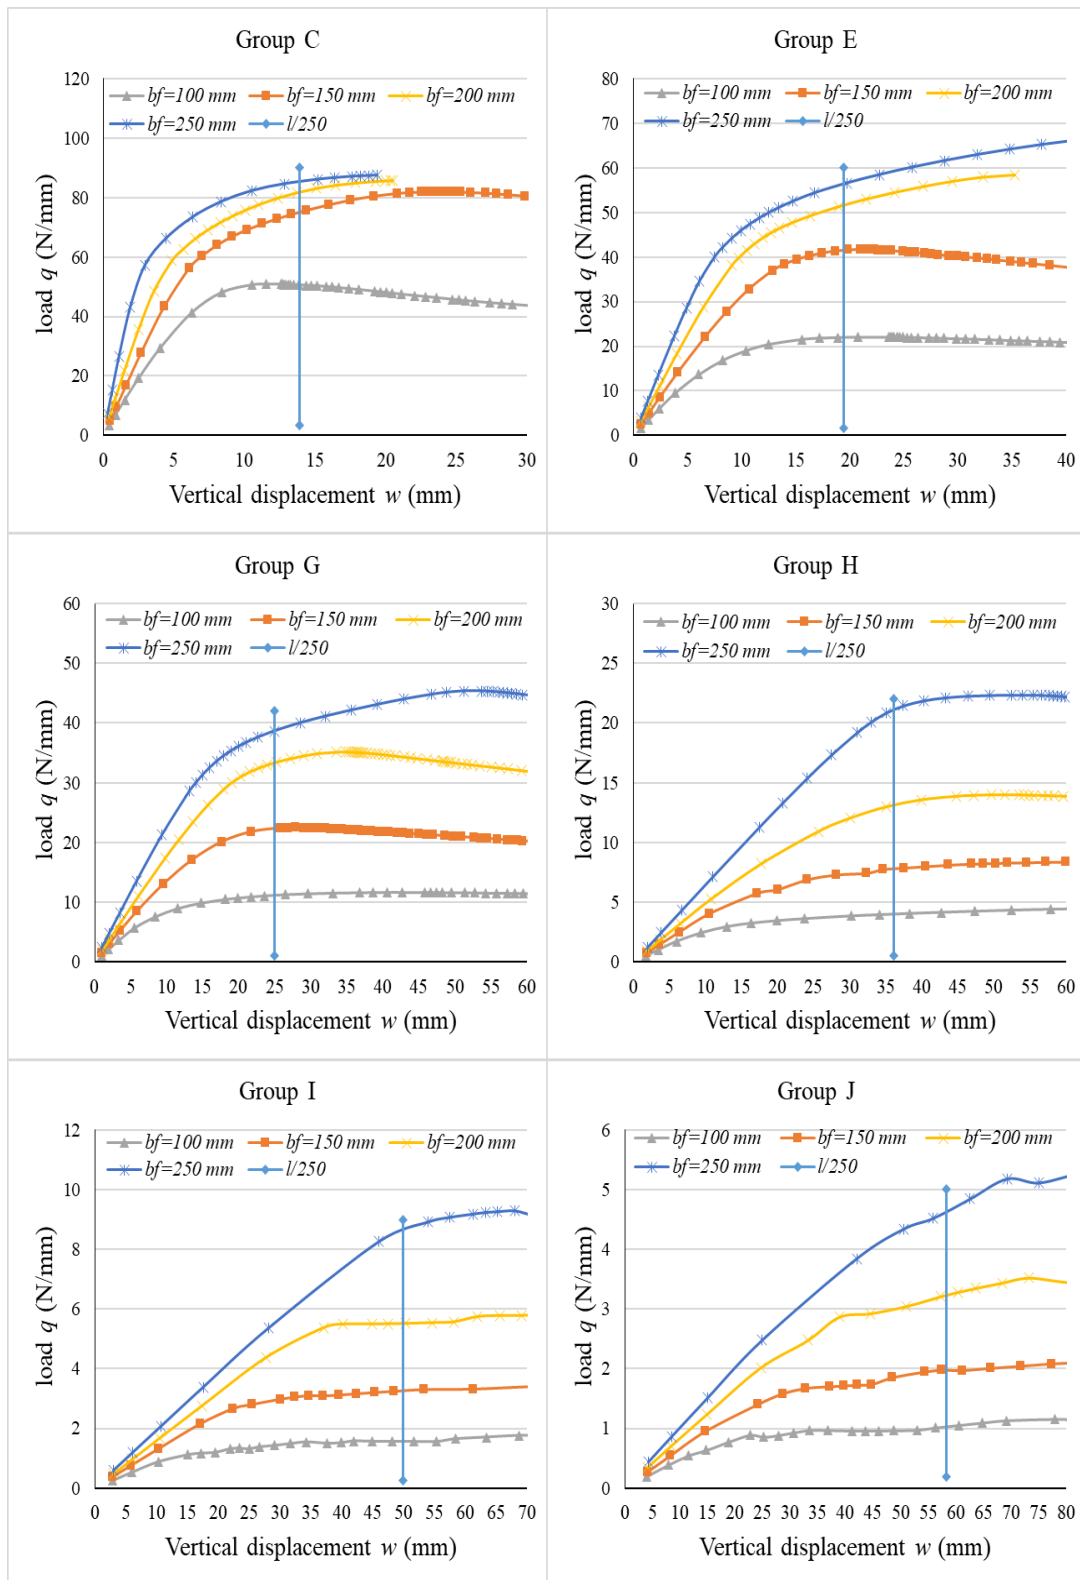 Group C
120
100
80
60
40
20
0
0 5 10 15 20 25 30
load q (N/mm)
Vertical displacement w (mm)
bf=100 mm bf=150 mm bf=200 mm
bf=250 mm l/250
Group E
80
70
60
50
40
30
20
10
0
0 5 10 15 20 25 30 35 40
load q (N/mm)
Vertical displacement w (mm)
bf=100 mm bf=150 mm bf=200 mm
bf=250 mm l/250
Group G
60
50
40
30
20
10
0
0 5 10 15 20 25 30 35 40 45 50 55 60
load q (N/mm)
Vertical displacement w (mm)
bf=100 mm bf=150 mm bf=200 mm
bf=250 mm l/250
Group H
30
25
20
15
10
5
0
0 5 10 15 20 25 30 35 40 45 50 55 60
load q (N/mm)
Vertical displacement w (mm)
bf=100 mm bf=150 mm bf=200 mm
bf=250 mm l/250
Group I
12
10
8
6
4
2
0
0 5 10 15 20 25 30 35 40 45 50 55 60 65 70
load q (N/mm)
Vertical displacement w (mm)
bf=100 mm bf=150 mm bf=200 mm
bf=250 mm l/250
Group J
6
5
4
3
2
1
0
0 5 10 15 20 25 30 35 40 45 50 55 60 65 70 75 80
load q (N/mm)
Vertical displacement w (mm)
bf=100 mm bf=150 mm bf=200 mm
bf=250 mm l/250